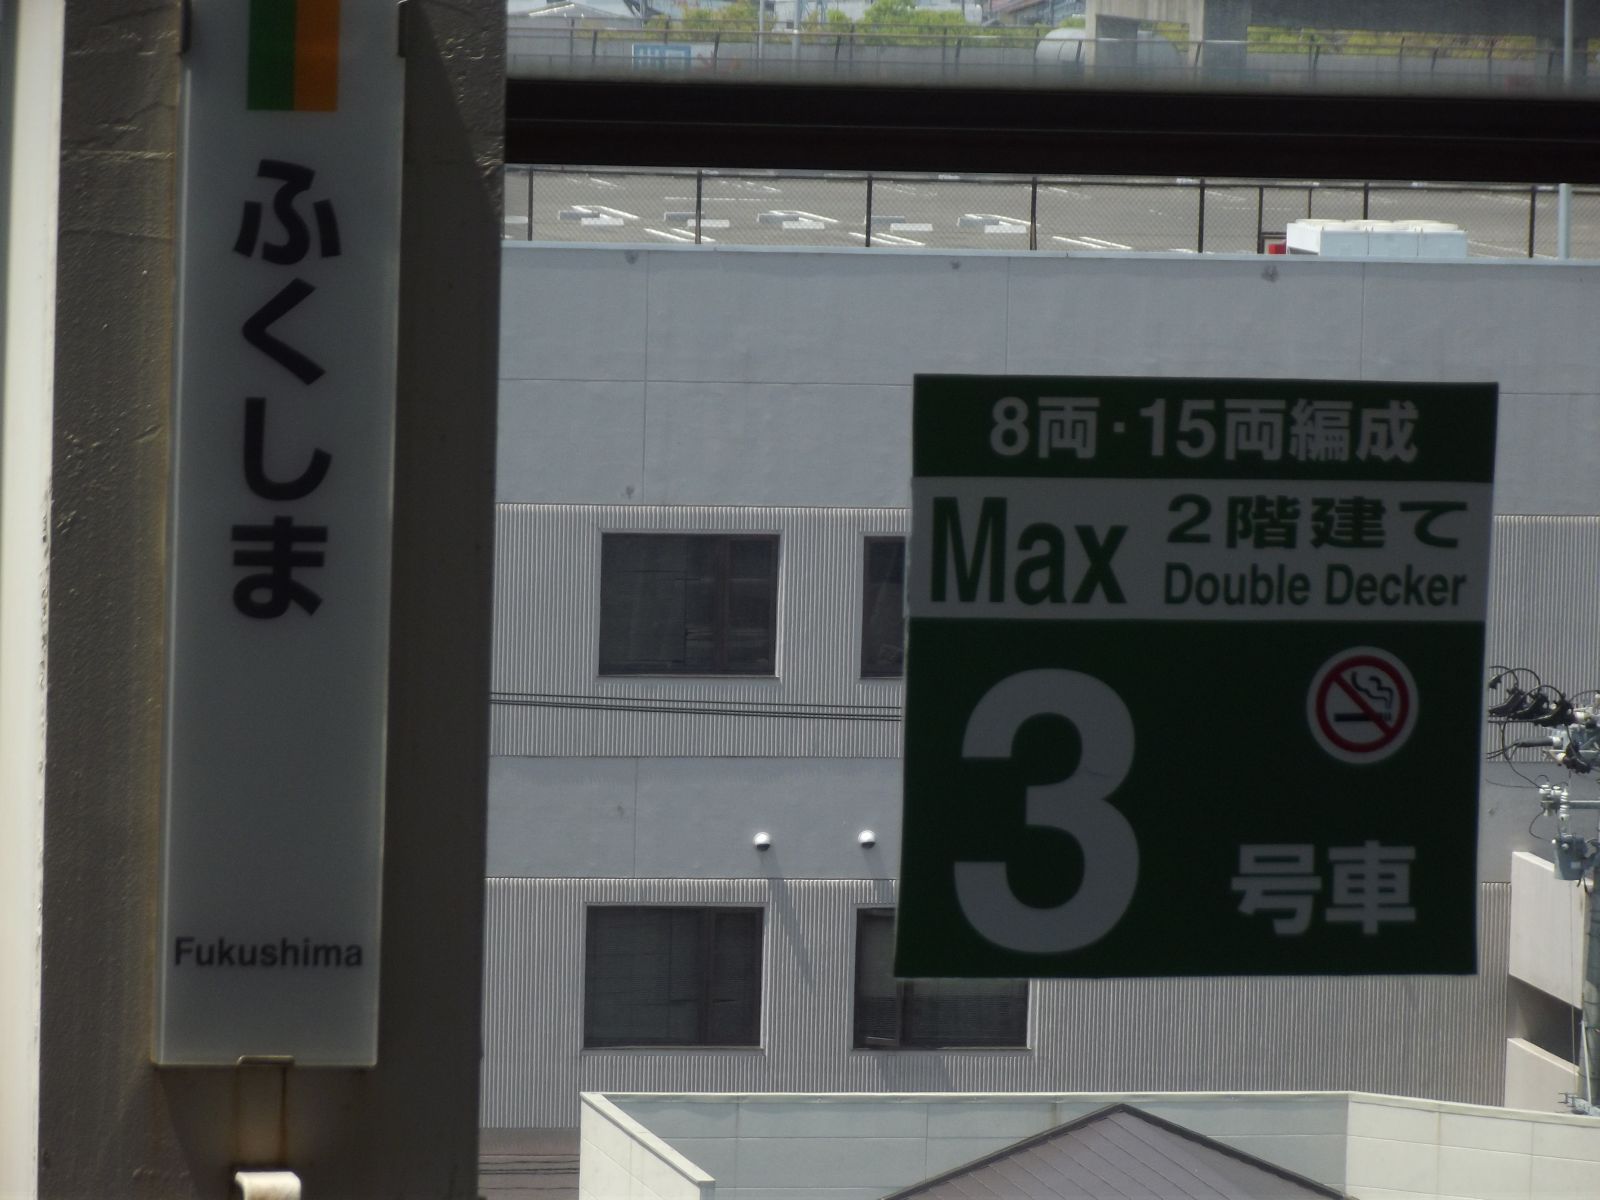 ふくしま
Fukushima
8両・15両編成
Max 2階建て
Double Decker
3
号車